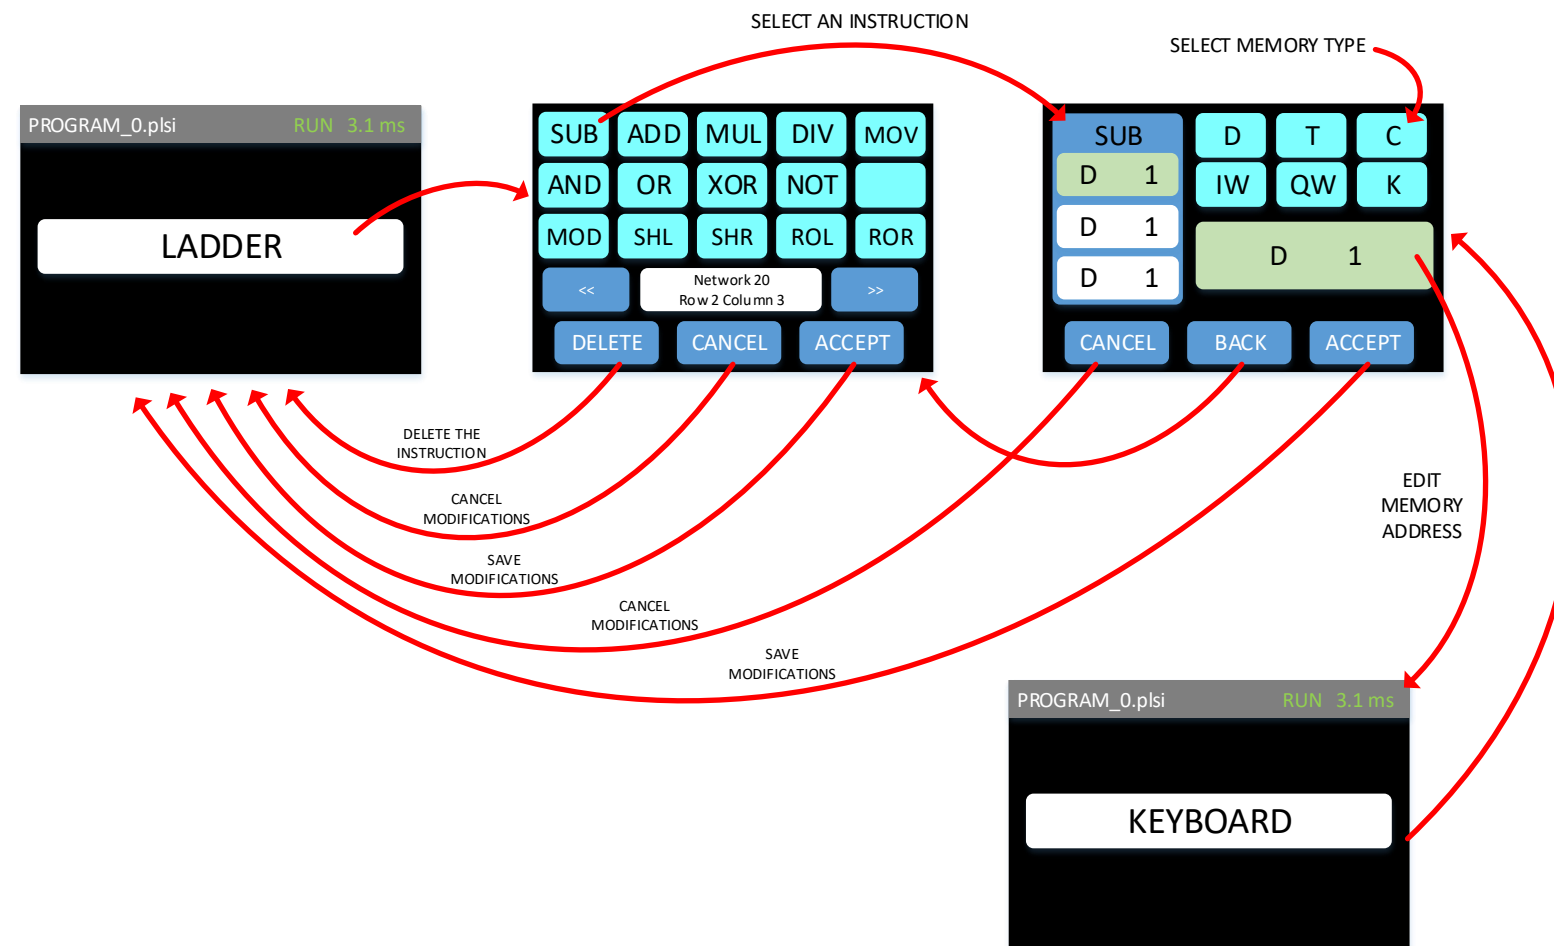 SELECT AN INSTRUCTION
SELECT MEMORY TYPE
PROGRAM_0.plsi RUN 3.1 ms
LADDER
SUB ADD MUL DIV MOV
AND OR XOR NOT
MOD SHL SHR ROL ROR
<< Network 20 >>
Row 2 Column 3
DELETE CANCEL ACCEPT
SUB D T C
D 1 IW QW K
D 1
D 1
D 1
CANCEL BACK ACCEPT
DELETE THE
INSTRUCTION
CANCEL
MODIFICATIONS
SAVE
MODIFICATIONS
CANCEL
MODIFICATIONS
SAVE
MODIFICATIONS
EDIT
MEMORY
ADDRESS
PROGRAM_0.plsi RUN 3.1 ms
KEYBOARD